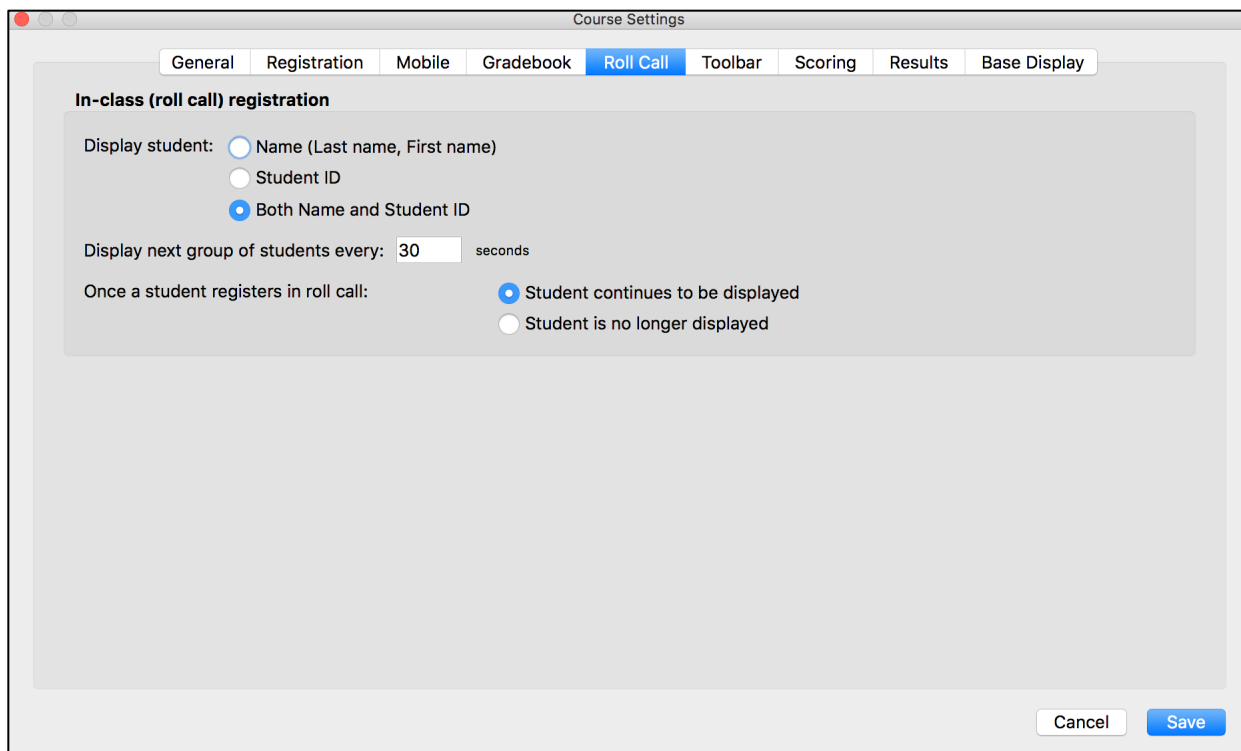 Course Settings
General Registration Mobile Gradebook Roll Call Toolbar Scoring Results Base Display
In-class (roll call) registration
Display student: Name (Last name, First name)
Student ID
Both Name and Student ID
Display next group of students every: 30 seconds
Once a student registers in roll call: Student continues to be displayed
Student is no longer displayed
Cancel Save